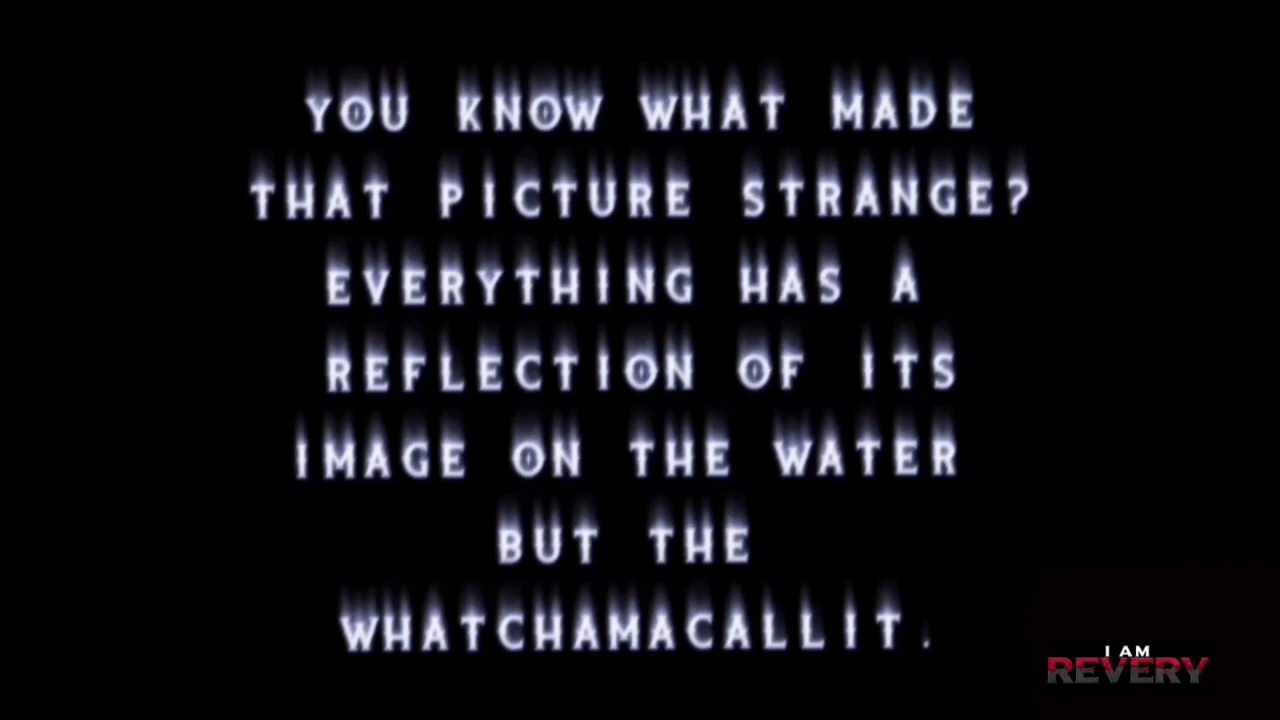 YOU KNOW WHAT MADE
THAT PICTURE STRANGE?
EVERYTHING HAS A
REFLECTION OF ITS
IMAGE ON THE WATER
BUT THE
WHATCHAMACALLIT.
I AM
REVERY